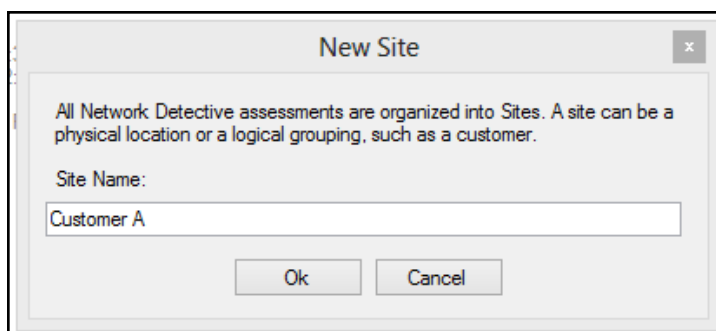 New Site
x
All Network Detective assessments are organized into Sites. A site can be a
physical location or a logical grouping, such as a customer.
Site Name:
Customer A
Ok Cancel